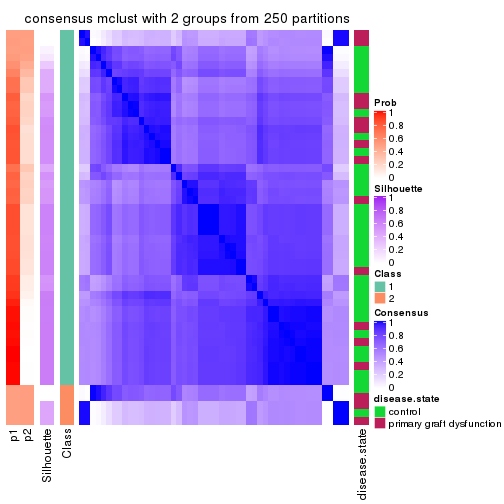 consensus mclust with 2 groups from 250 partitions
Prob
1
0.8
0.6
0.4
0.2
0
Silhouette
1
0.8
0.6
0.4
0.2
0
Class
1
2
Consensus
1
0.8
0.6
0.4
0.2
0
disease.state
control
primary graft dysfunction
p1
p2
Silhouette
Class
disease.state